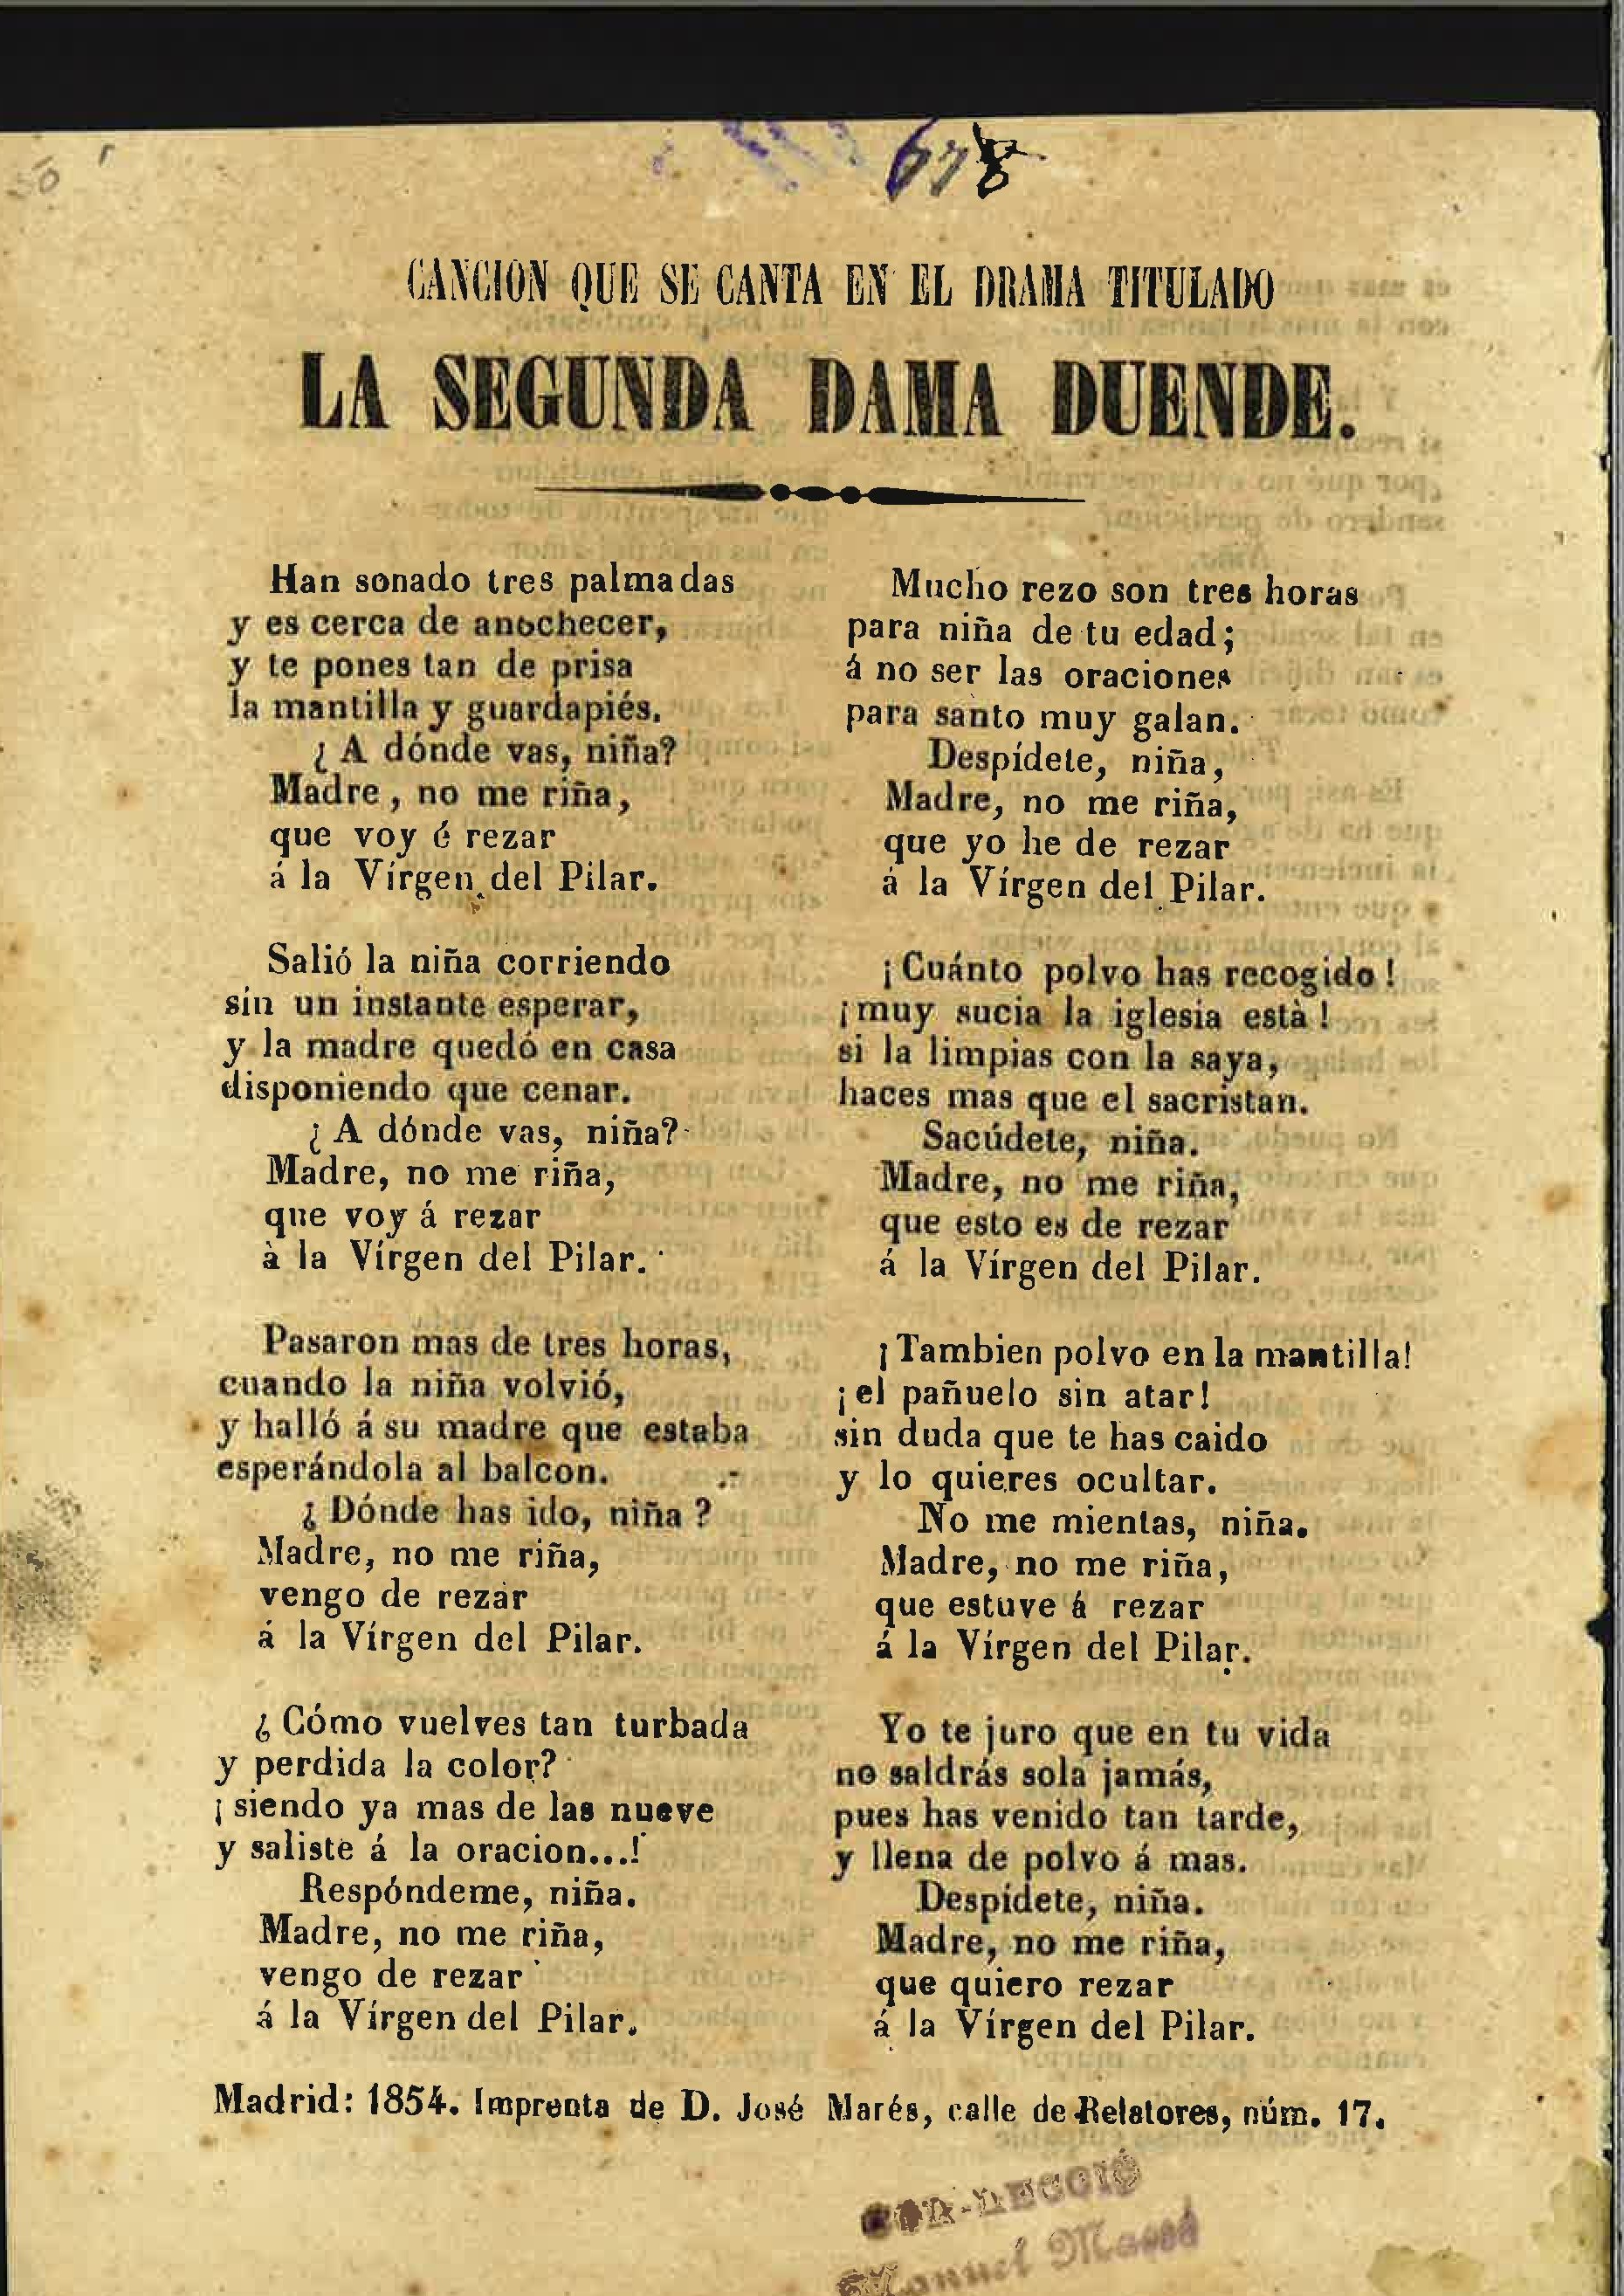 678
CANCION QUE SE CANTA EN EL DRAMA TITULADO
LA SEGUNDA DAMA DUENDE.
Han sonado tres palmadas
y es cerca de anochecer,
y te pones tan de prisa
la mantilla y guardapiés.
¿A dónde vas, niña?
Madre, no me riña,
que voy é rezar
á la Vírgen del Pilar.
Salió la niña corriendo
sin un instante esperar,
y la madre quedó en casa
disponiendo que cenar.
¿A dónde vas, niña?
Madre, no me riña,
que voy á rezar
à la Vírgen del Pilar.
Pasaron mas de tres horas,
cuando la niña volvió,
y halló á su madre que estaba
esperándola al balcon.
¿Dónde has ido, niña?
Madre, no me riña,
vengo de rezar
á la Vírgen del Pilar.
¿Cómo vuelves tan turbada
y perdida la color?
¡siendo ya mas de las nueve
y saliste á la oracion...!
Respóndeme, niña.
Madre, no me riña,
vengo de rezar
á la Vírgen del Pilar.
Mucho rezo son tres horas
para niña de tu edad;
á no ser las oraciones
para santo muy galan.
Despídete, niña,
Madre, no me riña,
que yo he de rezar
á la Vírgen del Pilar.
¡Cuánto polvo has recogido!
¡muy sucia la iglesia està!
si la limpias con la saya,
haces mas que el sacristan.
Sacúdete, niña.
Madre, no me riña,
que esto es de rezar
á la Vírgen del Pilar.
¡Tambien polvo en la mantilla!
¡el pañuelo sin atar!
sin duda que te has caido
y lo quieres ocultar.
No me mientas, niña.
Madre, no me riña,
que estuve á rezar
á la Vírgen del Pilar.
Yo te juro que en tu vida
no saldrás sola jamás,
pues has venido tan tarde,
y llena de polvo á mas.
Despídete, niña.
Madre, no me riña,
que quiero rezar
á la Vírgen del Pilar.
Madrid: 1854. Imprenta de D. José Marés, calle de Relatores, núm. 17.
Manuel